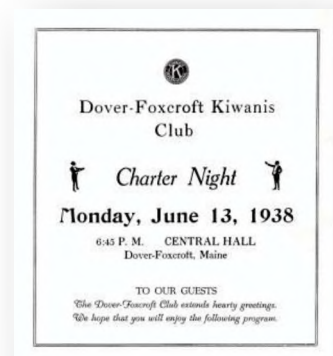 K
Dover-Foxcroft Kiwanis
Club
Charter Night
Monday, June 13, 1938
6:45 P. M. CENTRAL HALL
Dover-Foxcroft, Maine
TO OUR GUESTS
The Dover-Foxcroft Club extends hearty greetings.
We hope that you will enjoy the following program.